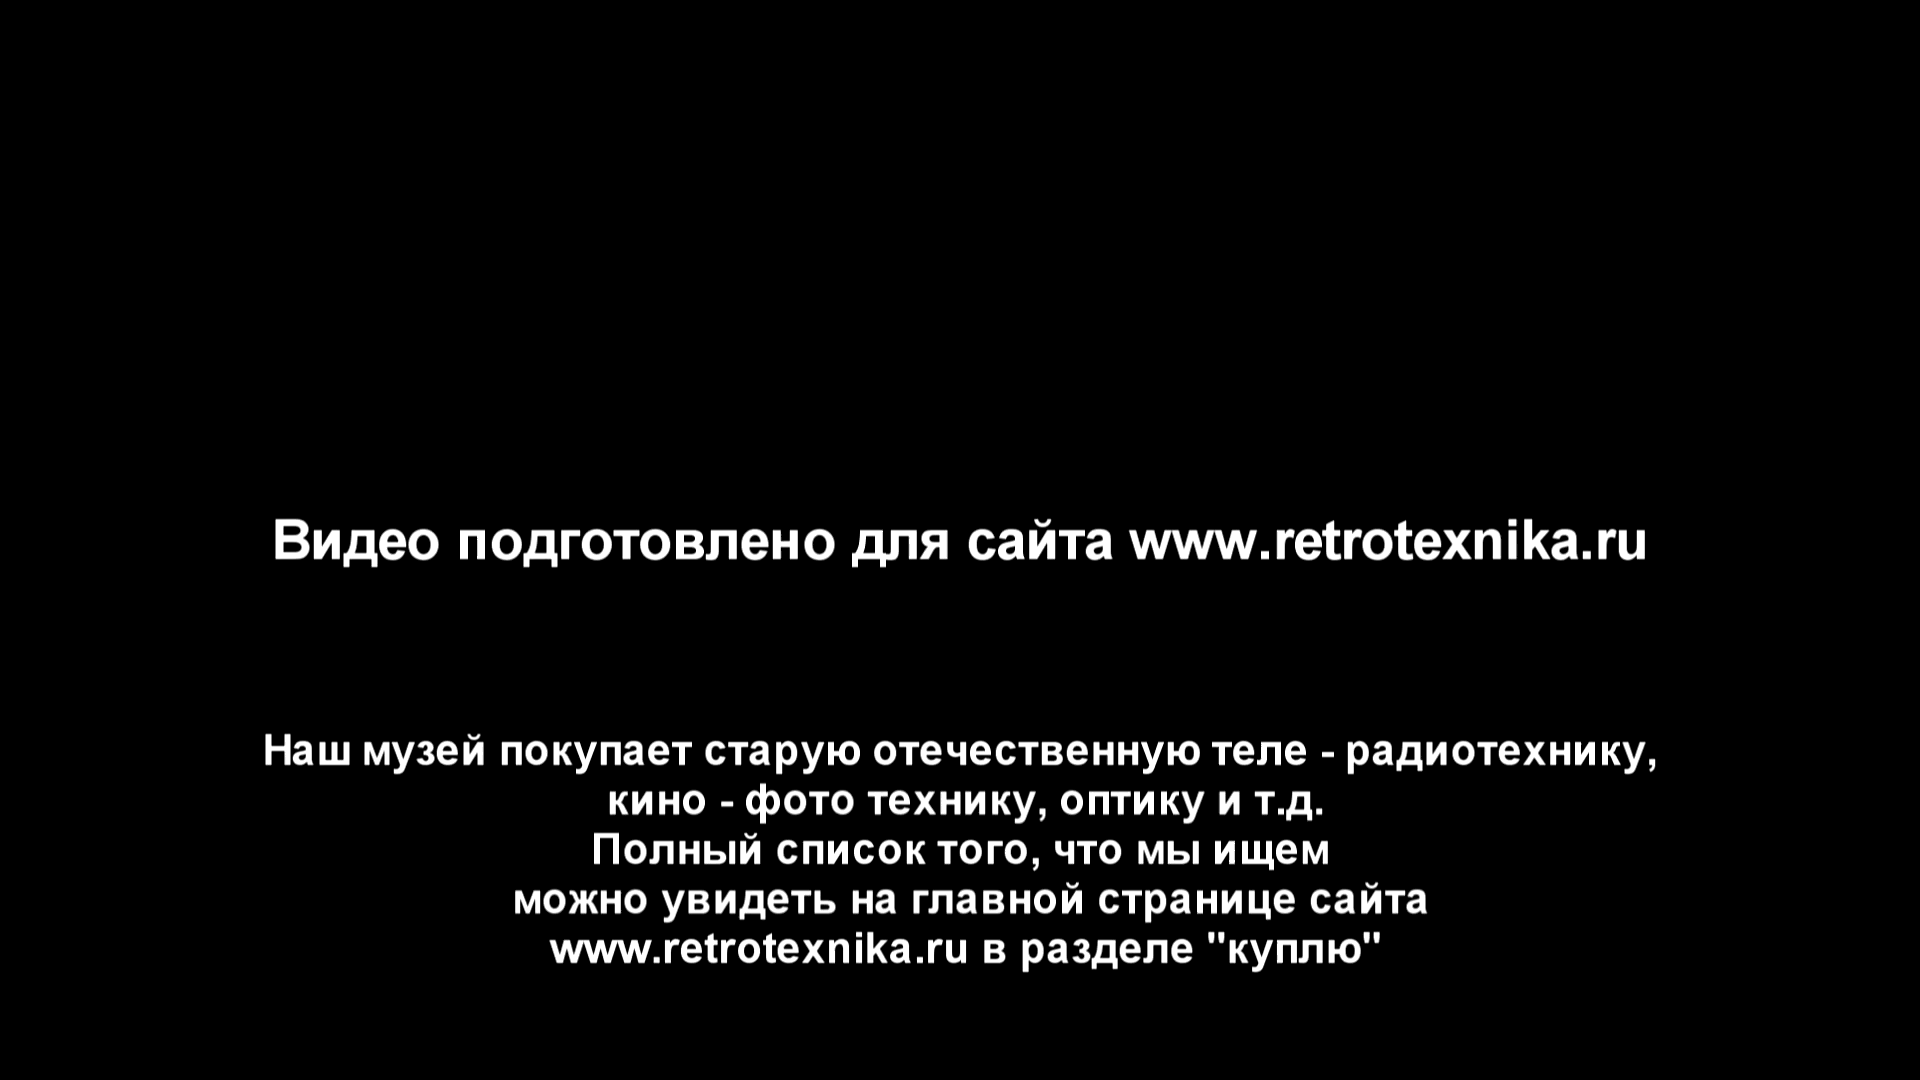 Видео подготовлено для сайта www.retrotexnika.ru
Наш музей покупает старую отечественную теле - радиотехнику,
кино - фото технику, оптику и т.д.
Полный список того, что мы ищем
можно увидеть на главной странице сайта
www.retrotexnika.ru в разделе "куплю"